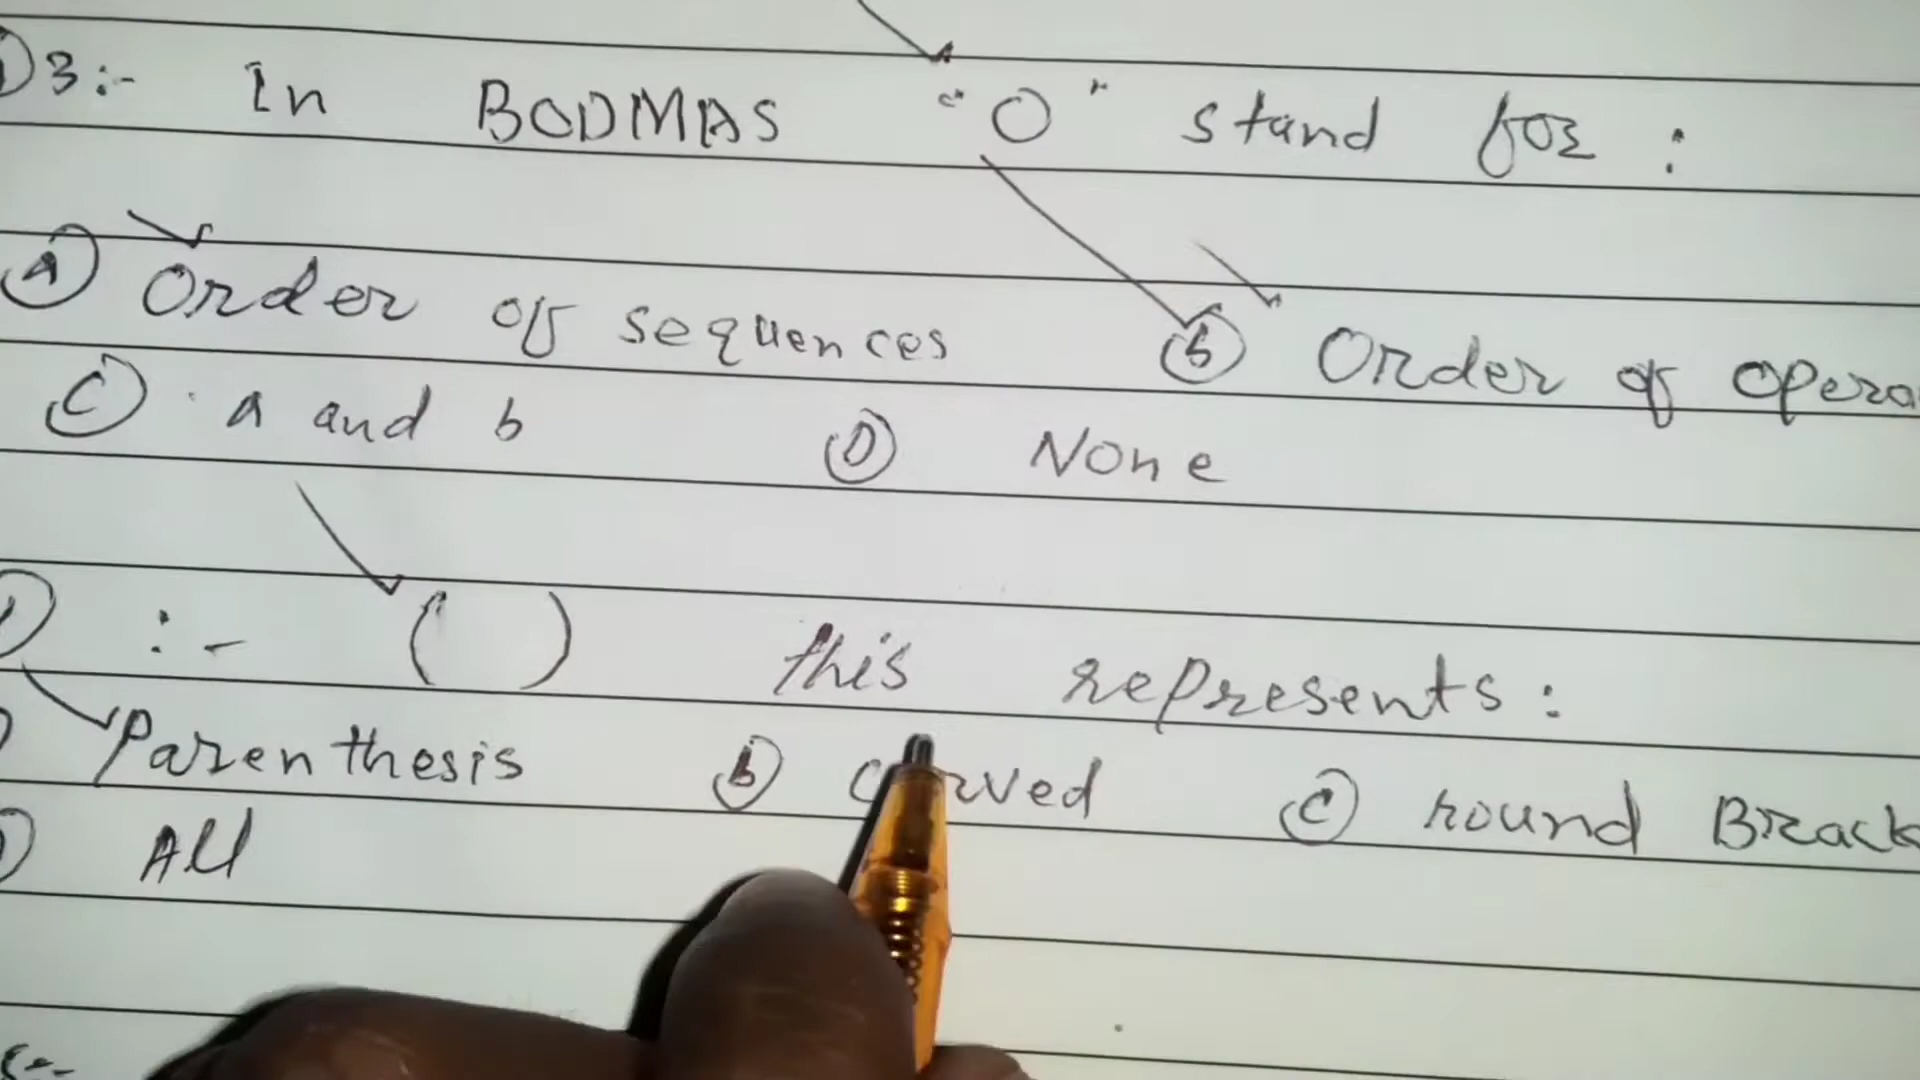 3:- In BODMAS "O" stand for :
A Order of sequences B Order of opera
C a and b D None
:- ( ) this represents:
Parenthesis b c rved C round Brack
All